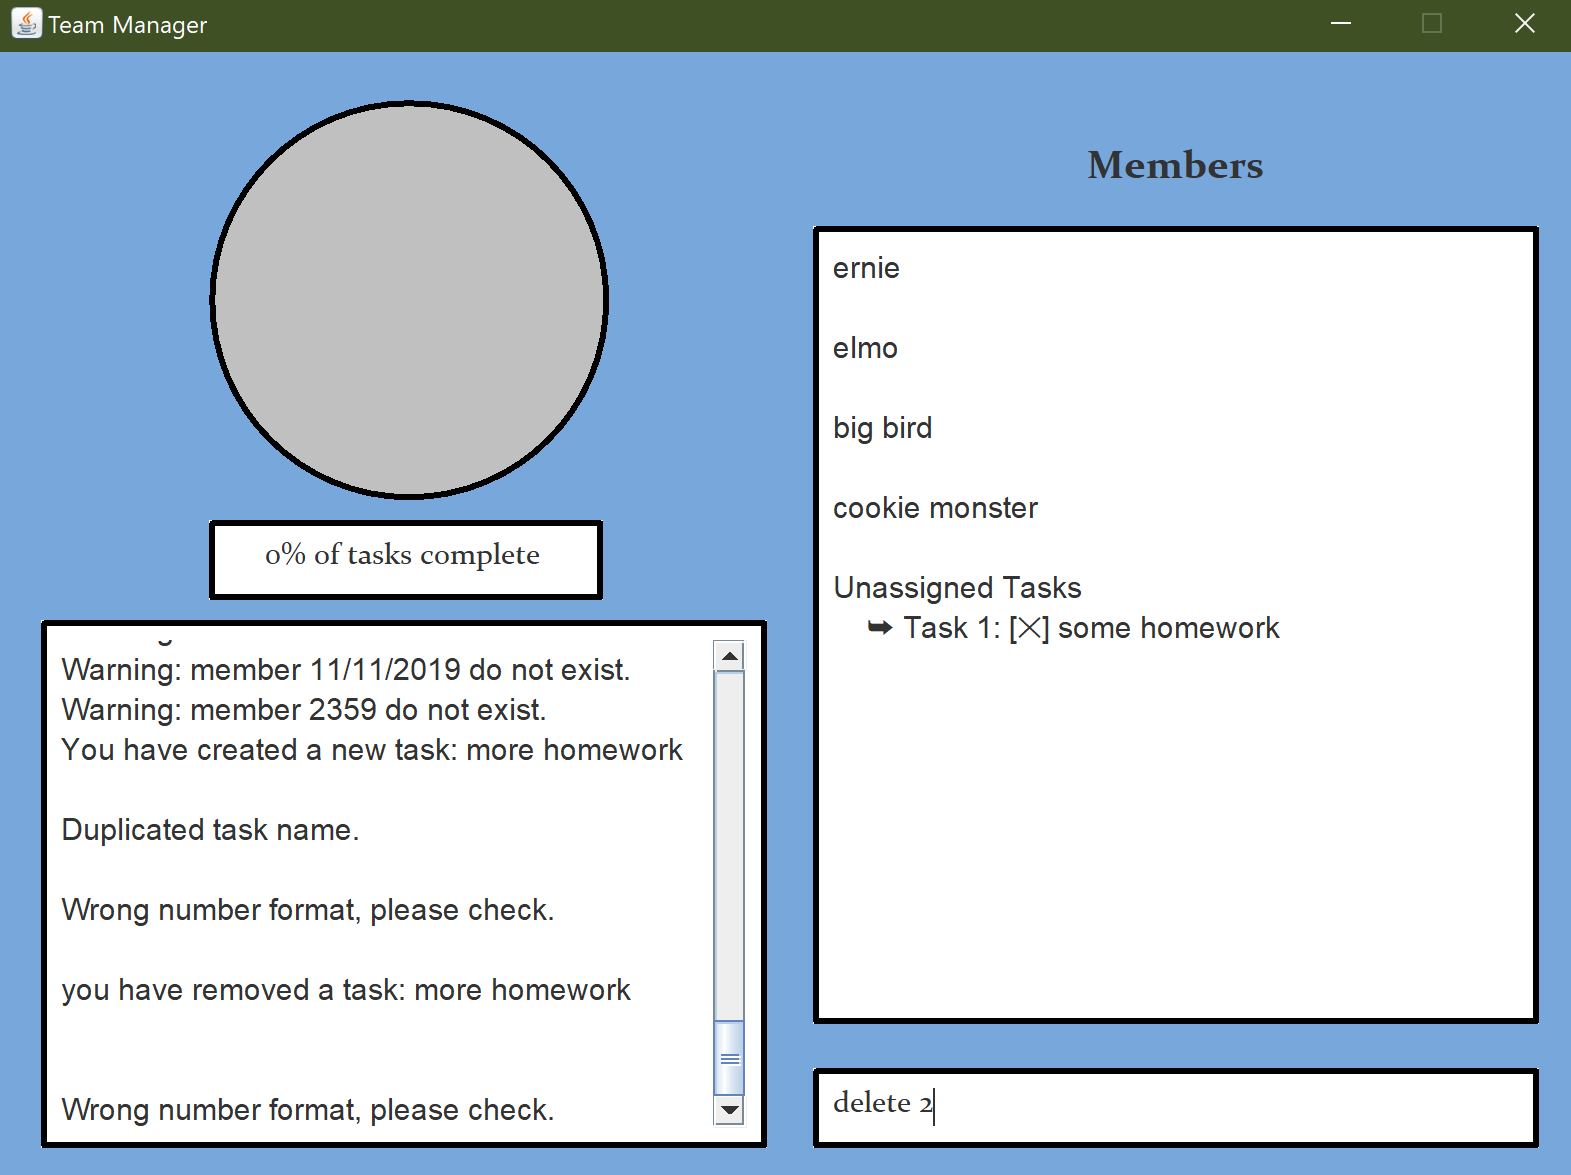 Team Manager
0% of tasks complete
Warning: member 11/11/2019 do not exist.
Warning: member 2359 do not exist.
You have created a new task: more homework
Duplicated task name.
Wrong number format, please check.
you have removed a task: more homework
Wrong number format, please check.
Members
ernie
elmo
big bird
cookie monster
Unassigned Tasks
➥ Task 1: [✕] some homework
delete 2